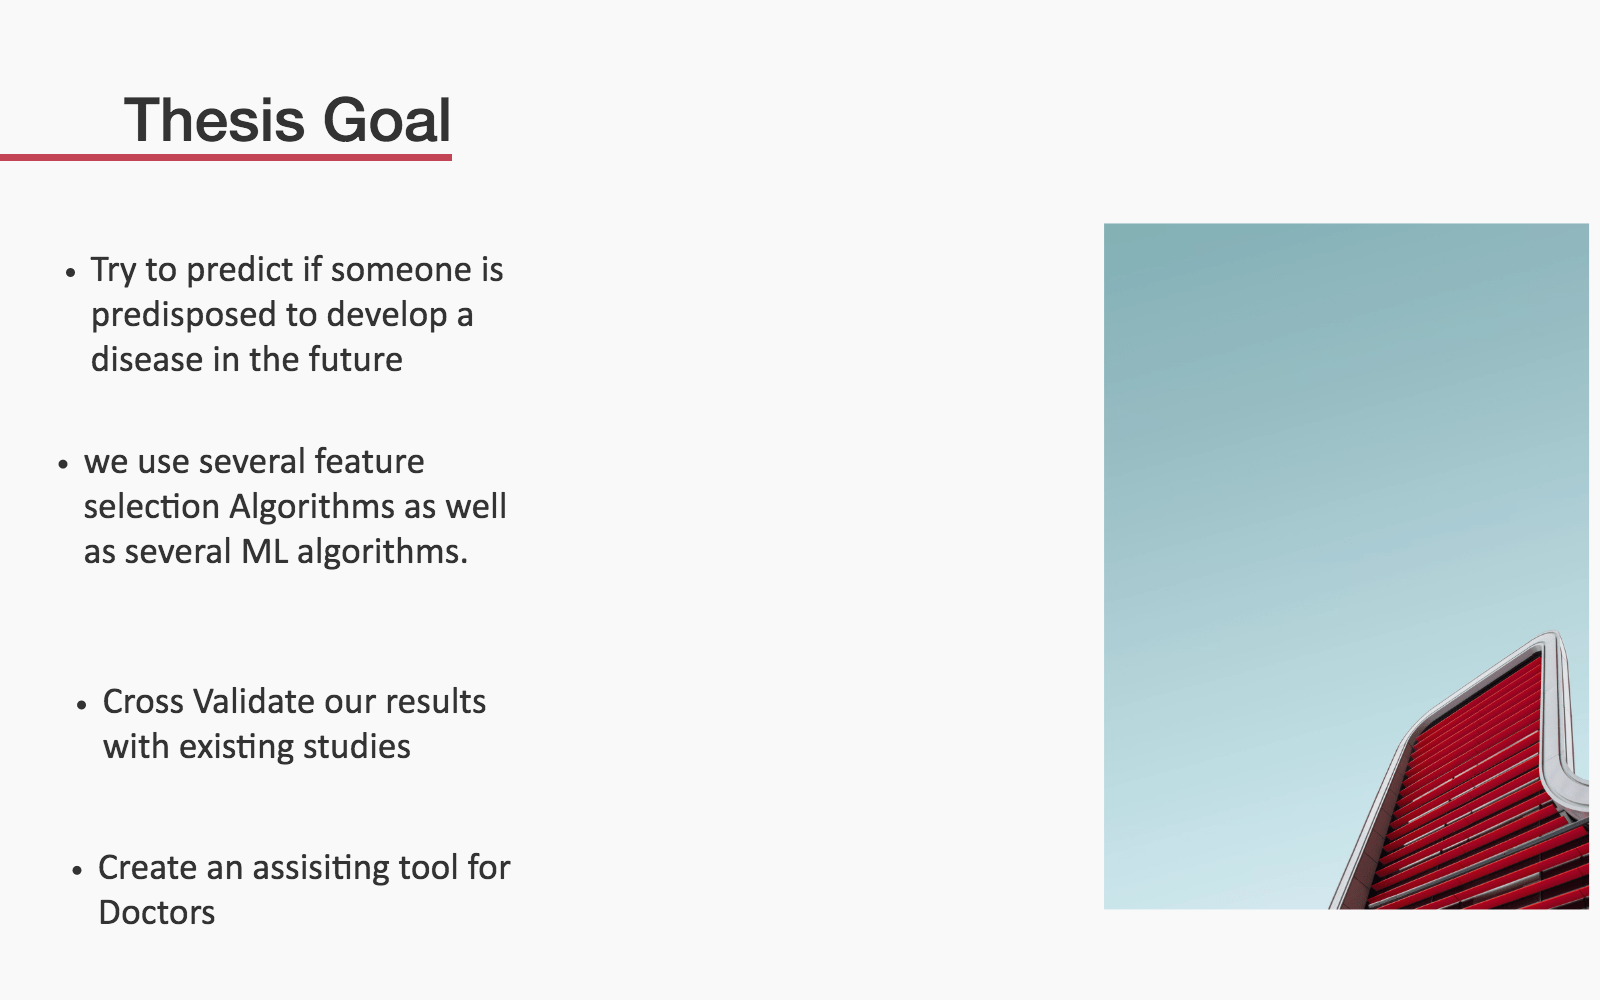 Thesis Goal
• Try to predict if someone is
predisposed to develop a
disease in the future
• we use several feature
selection Algorithms as well
as several ML algorithms.
• Cross Validate our results
with existing studies
• Create an assisiting tool for
Doctors